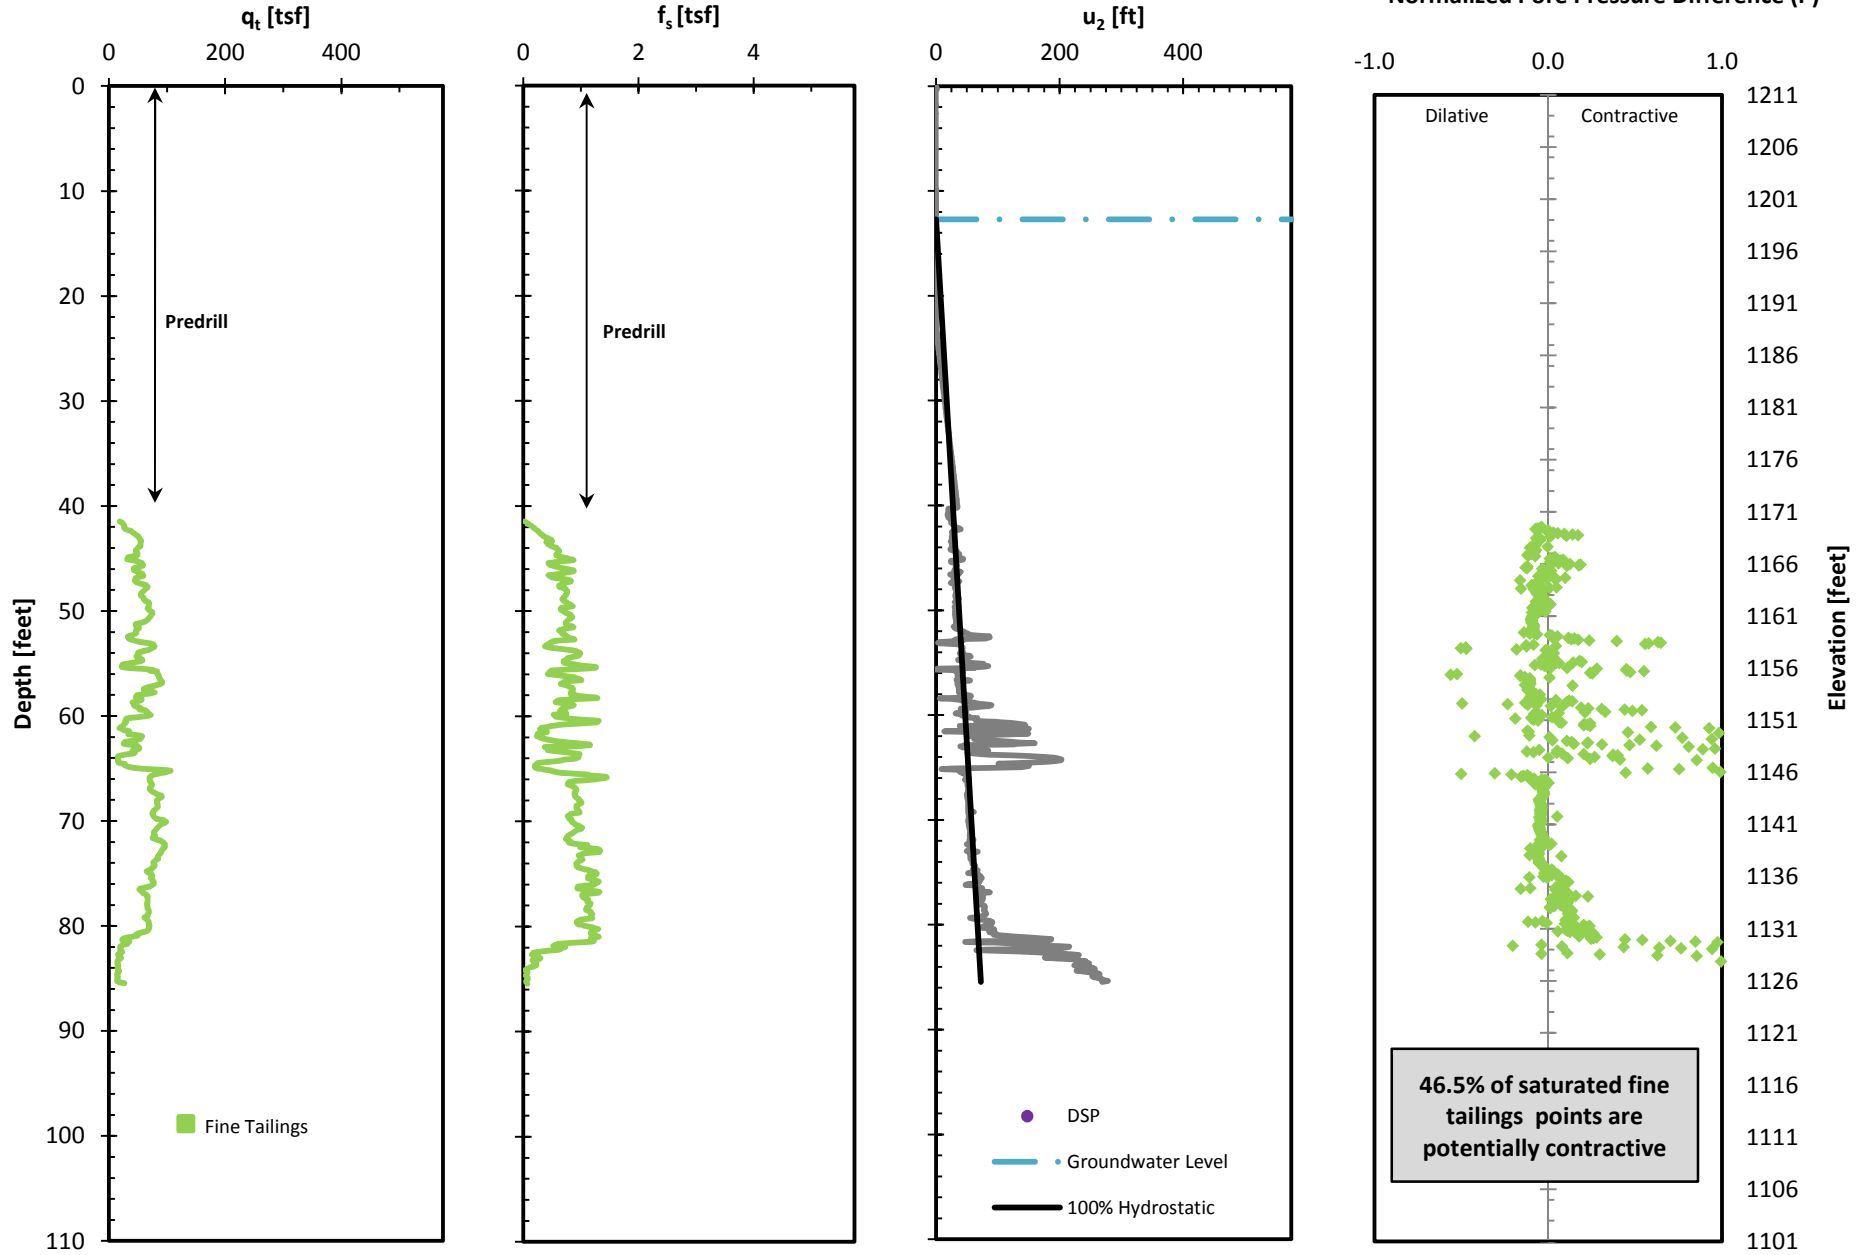 qt [tsf]
fs [tsf]
u2 [ft]
0 200 400
0 2 4
0 200 400
-1.0 0.0 1.0
Depth [feet]
0
10
20
30
40
50
60
70
80
90
100
110
Predrill
Predrill
Fine Tailings
DSP
Groundwater Level
100% Hydrostatic
Dilative
Contractive
46.5% of saturated fine
tailings points are
potentially contractive
1211
1206
1201
1196
1191
1186
1181
1176
1171
1166
1161
1156
1151
1146
1141
1136
1131
1126
1121
1116
1111
1106
1101
Elevation [feet]